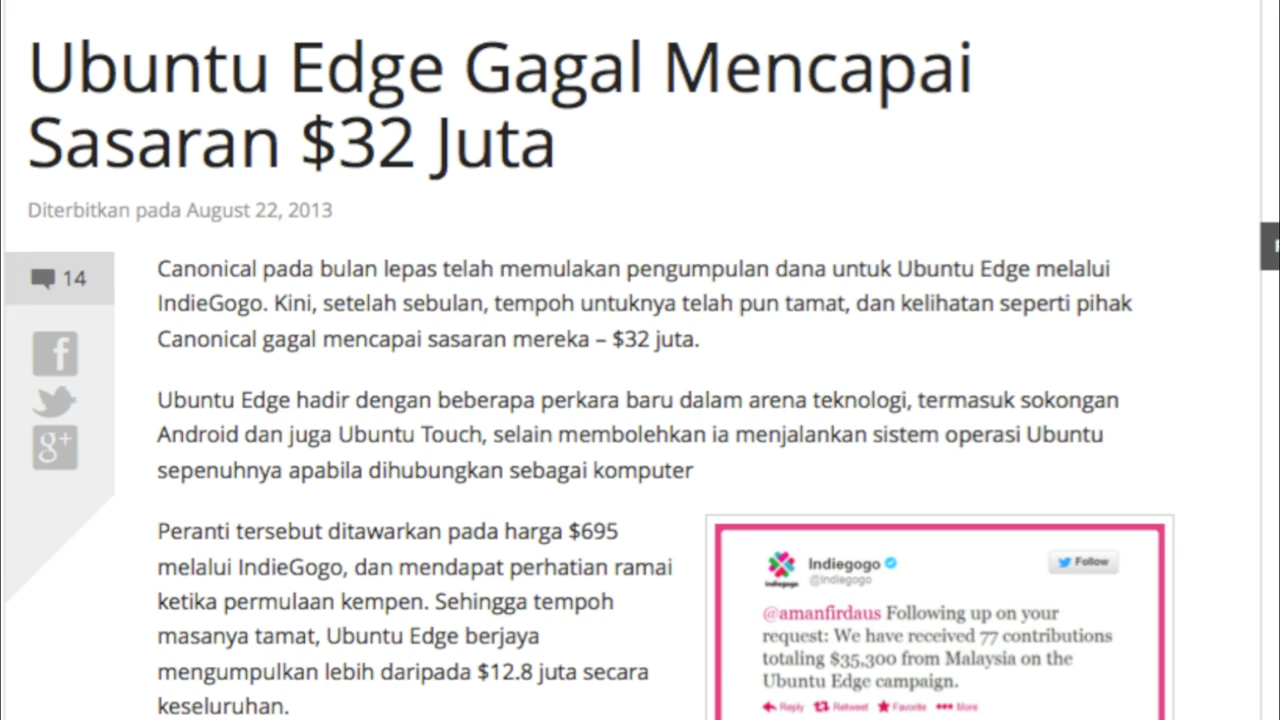 Ubuntu Edge Gagal Mencapai
Sasaran $32 Juta
Diterbitkan pada August 22, 2013
14
Canonical pada bulan lepas telah memulakan pengumpulan dana untuk Ubuntu Edge melalui
IndieGogo. Kini, setelah sebulan, tempoh untuknya telah pun tamat, dan kelihatan seperti pihak
Canonical gagal mencapai sasaran mereka – $32 juta.
Ubuntu Edge hadir dengan beberapa perkara baru dalam arena teknologi, termasuk sokongan
Android dan juga Ubuntu Touch, selain membolehkan ia menjalankan sistem operasi Ubuntu
sepenuhnya apabila dihubungkan sebagai komputer
Peranti tersebut ditawarkan pada harga $695
melalui IndieGogo, dan mendapat perhatian ramai
ketika permulaan kempen. Sehingga tempoh
masanya tamat, Ubuntu Edge berjaya
mengumpulkan lebih daripada $12.8 juta secara
keseluruhan.
indiegogo
Indiegogo
@Indiegogo
Follow
@amanfirdaus Following up on your
request: We have received 77 contributions
totaling $35,300 from Malaysia on the
Ubuntu Edge campaign.
Reply Retweet Favorite More